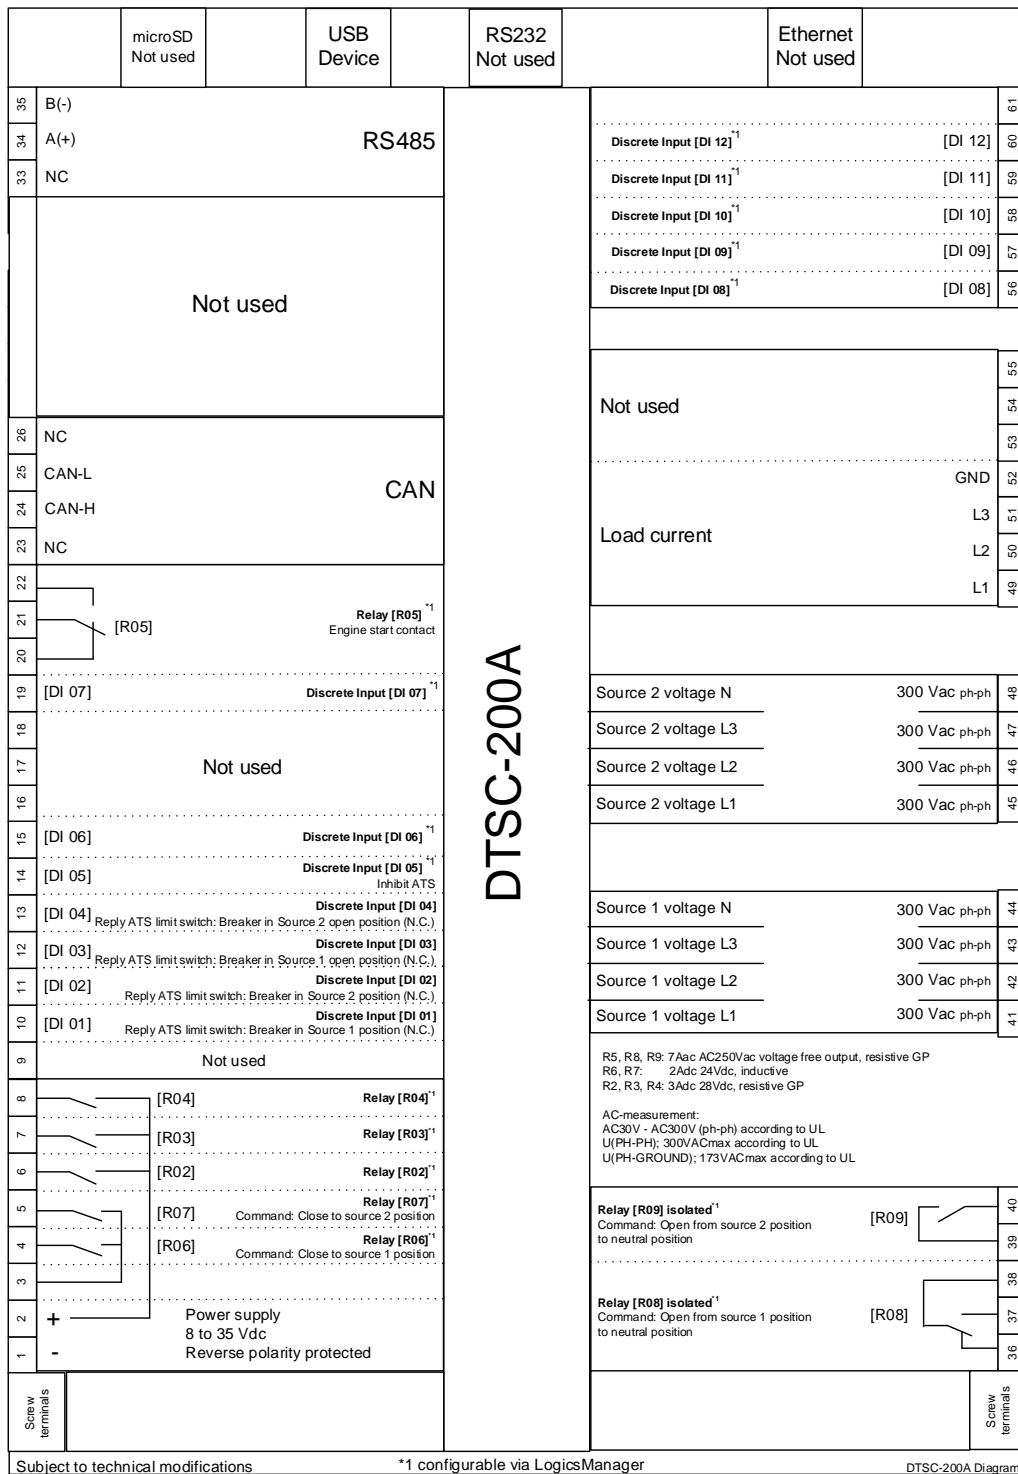 microSD
Not used
USB
Device
RS232
Not used
Ethernet
Not used
35 B(-)
34 A(+) RS485
33 NC
Not used
26 NC
25 CAN-L
CAN
24 CAN-H
23 NC
22
21 [R05] Relay [R05] *1
Engine start contact
20
19 [DI 07] Discrete Input [DI 07] *1
18
17 Not used
16
15 [DI 06] Discrete Input [DI 06] *1
14 [DI 05] Discrete Input [DI 05] *1
Inhibit ATS
13 [DI 04] Discrete Input [DI 04]
Reply ATS limit switch: Breaker in Source 2 open position (N.C.)
12 [DI 03] Discrete Input [DI 03]
Reply ATS limit switch: Breaker in Source 1 open position (N.C.)
11 [DI 02] Discrete Input [DI 02]
Reply ATS limit switch: Breaker in Source 2 position (N.C.)
10 [DI 01] Discrete Input [DI 01]
Reply ATS limit switch: Breaker in Source 1 position (N.C.)
9 Not used
8 [R04] Relay [R04]*1
7 [R03] Relay [R03]*1
6 [R02] Relay [R02]*1
5 [R07] Relay [R07]*1
Command: Close to source 2 position
4 [R06] Relay [R06]*1
Command: Close to source 1 position
3
2 + Power supply
8 to 35 Vdc
1 - Reverse polarity protected
Screw
terminals
DTSC-200A
61
Discrete Input [DI 12]*1 [DI 12] 60
Discrete Input [DI 11]*1 [DI 11] 59
Discrete Input [DI 10]*1 [DI 10] 58
Discrete Input [DI 09]*1 [DI 09] 57
Discrete Input [DI 08]*1 [DI 08] 56
55
Not used 54
53
GND 52
Load current L3 51
L2 50
L1 49
Source 2 voltage N 300 Vac ph-ph 48
Source 2 voltage L3 300 Vac ph-ph 47
Source 2 voltage L2 300 Vac ph-ph 46
Source 2 voltage L1 300 Vac ph-ph 45
Source 1 voltage N 300 Vac ph-ph 44
Source 1 voltage L3 300 Vac ph-ph 43
Source 1 voltage L2 300 Vac ph-ph 42
Source 1 voltage L1 300 Vac ph-ph 41
R5, R8, R9: 7Aac AC250Vac voltage free output, resistive GP
R6, R7: 2Adc 24Vdc, inductive
R2, R3, R4: 3Adc 28Vdc, resistive GP
AC-measurement:
AC30V - AC300V (ph-ph) according to UL
U(PH-PH); 300VACmax according to UL
U(PH-GROUND); 173VACmax according to UL
Relay [R09] isolated*1 [R09] 40
Command: Open from source 2 position
to neutral position 39
38
Relay [R08] isolated*1 [R08] 37
Command: Open from source 1 position
to neutral position 36
Screw
terminals
Subject to technical modifications *1 configurable via LogicsManager DTSC-200A Diagram